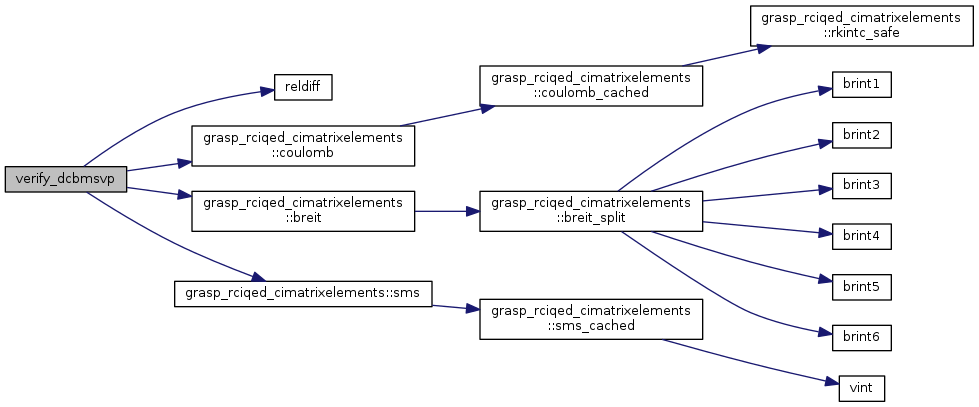 verify_dcbmsvp
reldiff
grasp_rciqed_cimatrixelements
::coulomb
grasp_rciqed_cimatrixelements
::breit
grasp_rciqed_cimatrixelements::sms
grasp_rciqed_cimatrixelements
::coulomb_cached
grasp_rciqed_cimatrixelements
::breit_split
grasp_rciqed_cimatrixelements
::sms_cached
grasp_rciqed_cimatrixelements
::rkintc_safe
brint1
brint2
brint3
brint4
brint5
brint6
vint